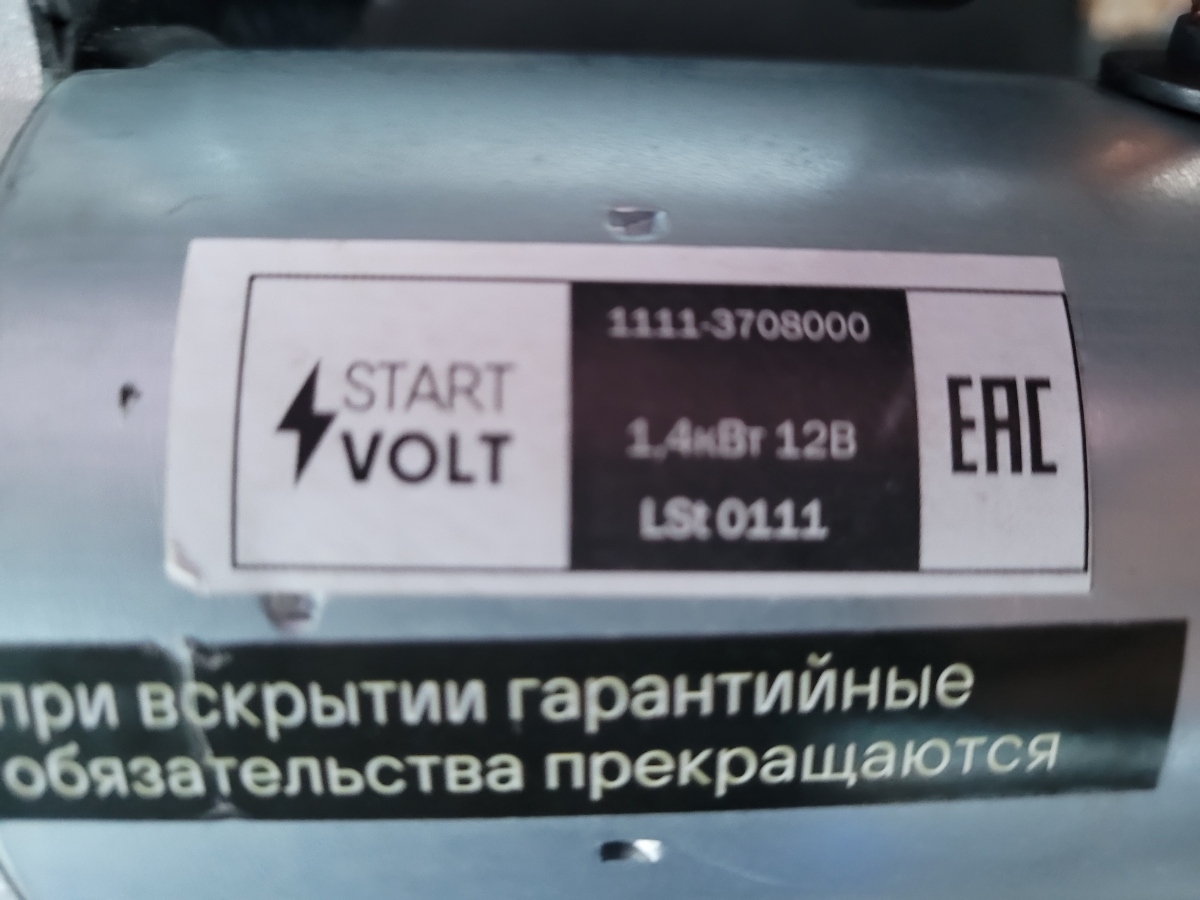 START
VOLT
1111-3708000
1,4кВт 12В
LSt 0111
EAC
при вскрытии гарантийные
обязательства прекращаются